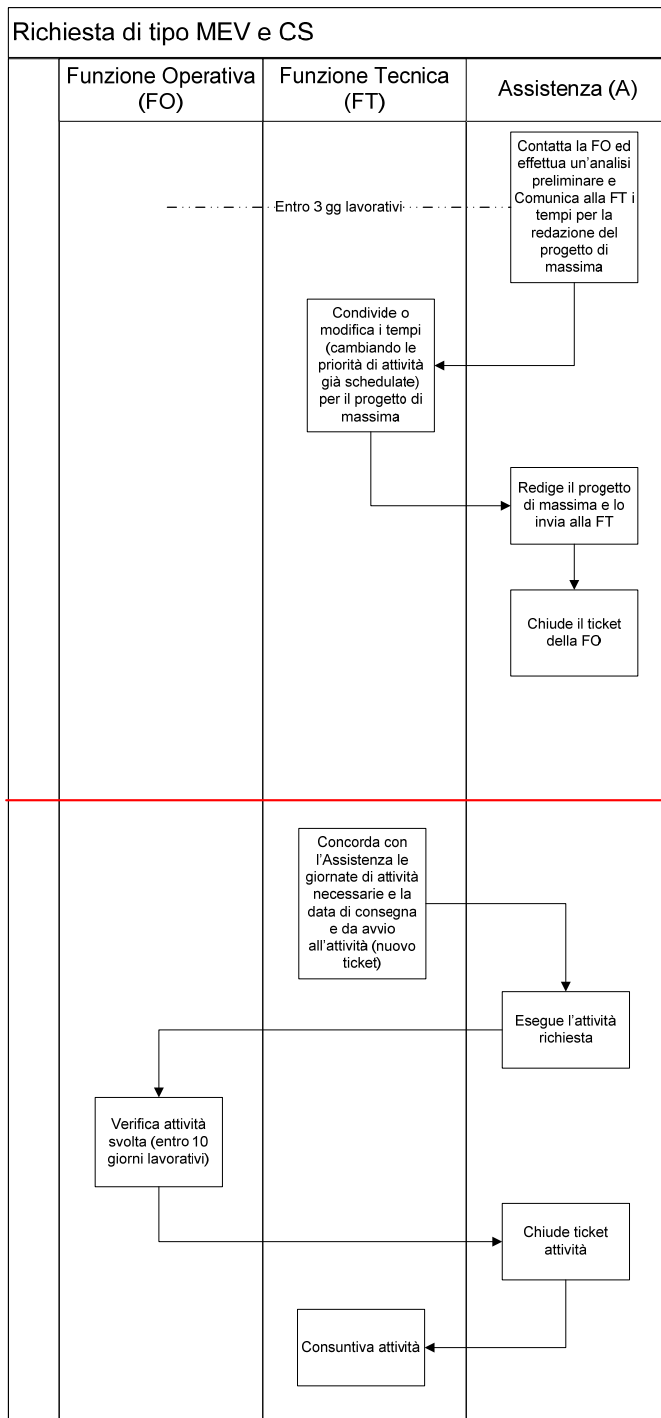 Richiesta di tipo MEV e CS
Funzione Operativa
(FO)
Funzione Tecnica
(FT)
Assistenza (A)
Contatta la FO ed
effettua un'analisi
preliminare e
Comunica alla FT i
tempi per la
redazione del
progetto di
massima
Entro 3 gg lavorativi
Condivide o
modifica i tempi
(cambiando le
priorità di attività
già schedulate)
per il progetto di
massima
Redige il progetto
di massima e lo
invia alla FT
Chiude il ticket
della FO
Concorda con
l'Assistenza le
giornate di attività
necessarie e la
data di consegna
e da avvio
all'attività (nuovo
ticket)
Esegue l'attività
richiesta
Verifica attività
svolta (entro 10
giorni lavorativi)
Chiude ticket
attività
Consuntiva attività